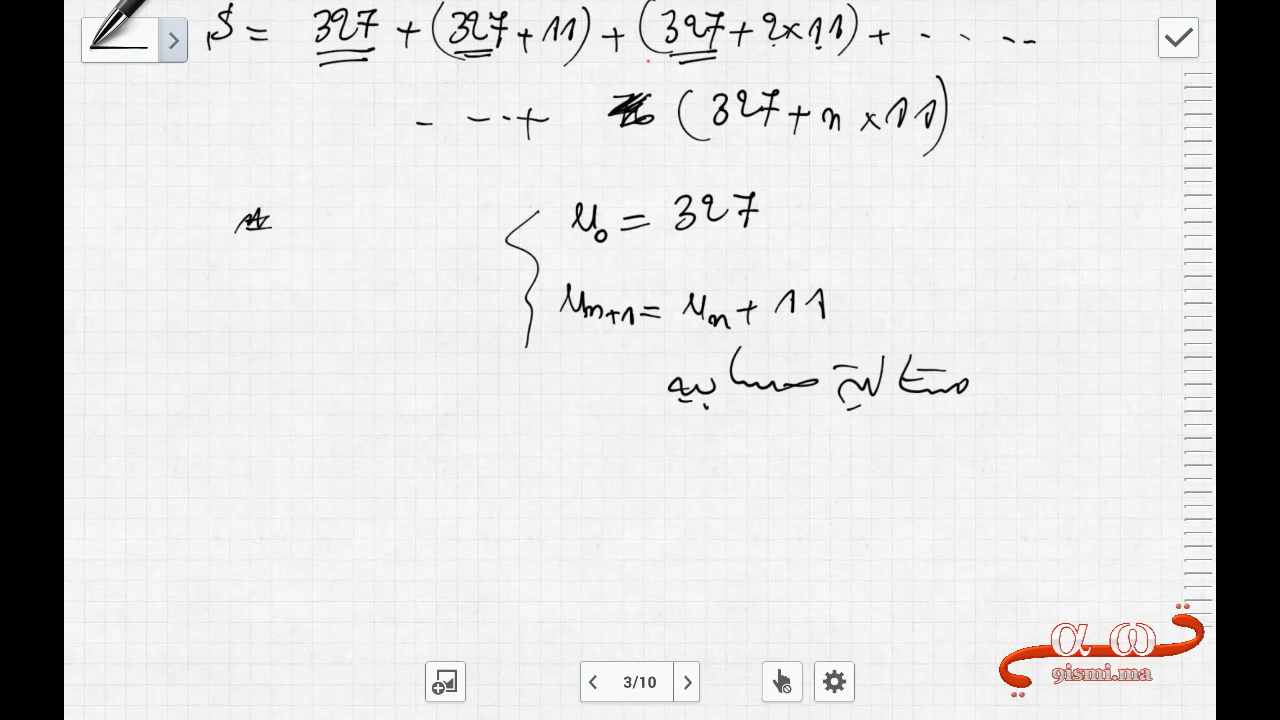 S = 327 + (327 + 11) + (327 + 2×11) + - - --
- - - - + (327 + n × 11)
u₀ = 327
uₙ₊₁ = uₙ + 11
متتالية حسابية
3/10
α ω
9ismi.ma